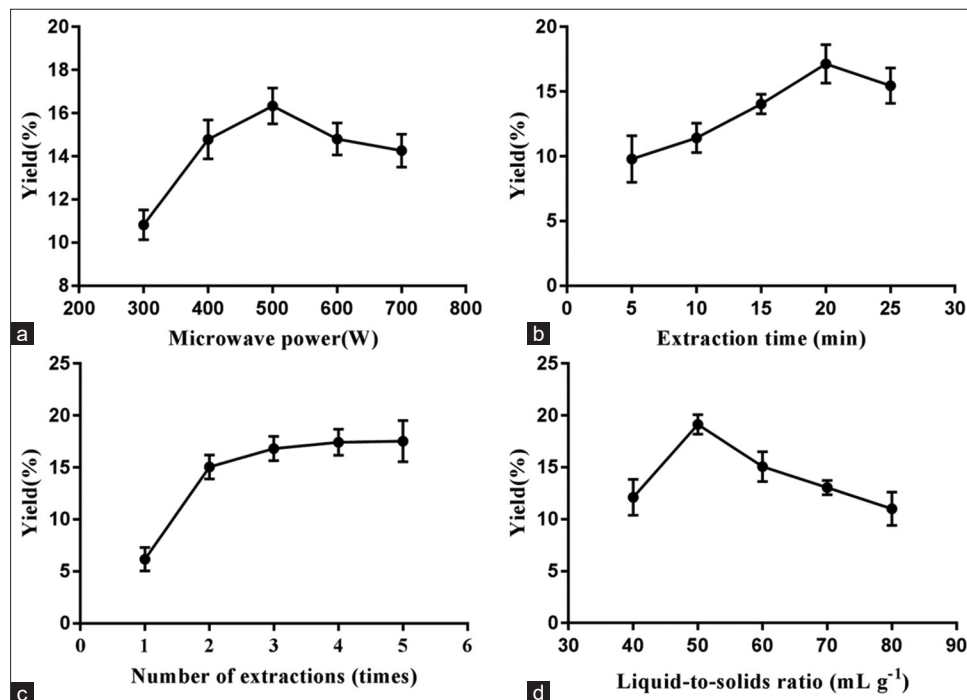 20
18
16
14
12
10
8
Yield(%)
200 300 400 500 600 700 800
Microwave power(W)
a
20
15
10
5
0
Yield(%)
0 5 10 15 20 25 30
Extraction time (min)
b
25
20
15
10
5
0
Yield(%)
0 1 2 3 4 5 6
Number of extractions (times)
c
25
20
15
10
5
0
Yield(%)
30 40 50 60 70 80 90
Liquid-to-solids ratio (mL g⁻¹)
d